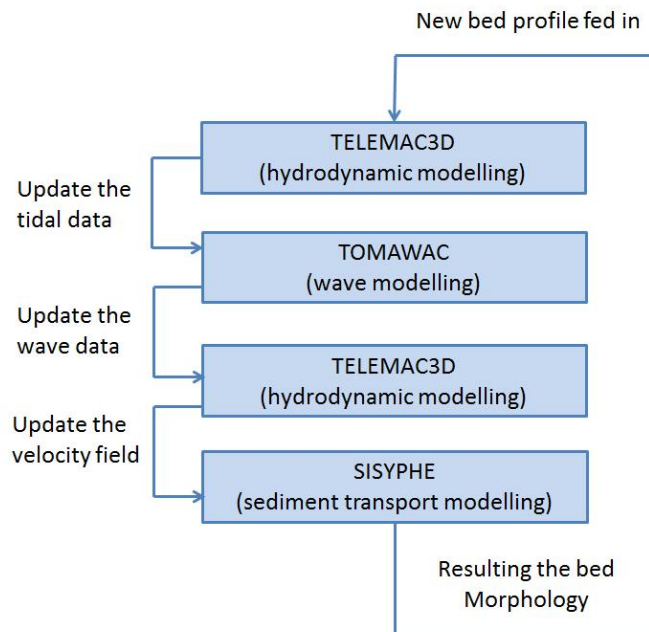 New bed profile fed in
TELEMAC3D
(hydrodynamic modelling)
Update the
tidal data
TOMAWAC
(wave modelling)
Update the
wave data
TELEMAC3D
(hydrodynamic modelling)
Update the
velocity field
SISYPHE
(sediment transport modelling)
Resulting the bed
Morphology